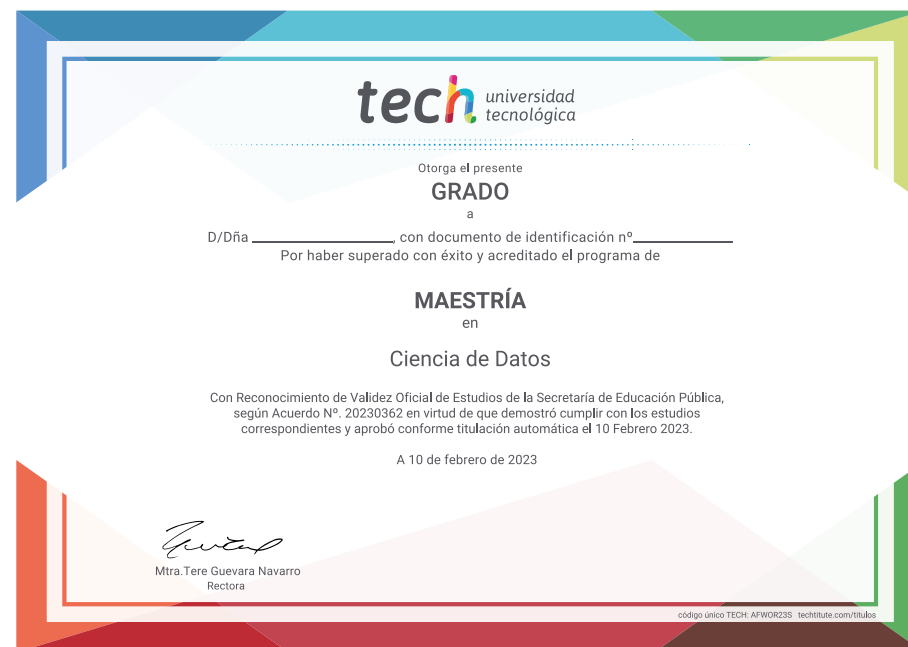 tech universidad
tecnológica
Otorga el presente
GRADO
a
D/Dña ____________________, con documento de identificación nº______________
Por haber superado con éxito y acreditado el programa de
MAESTRÍA
en
Ciencia de Datos
Con Reconocimiento de Validez Oficial de Estudios de la Secretaría de Educación Pública,
según Acuerdo Nº. 20230362 en virtud de que demostró cumplir con los estudios
correspondientes y aprobó conforme titulación automática el 10 Febrero 2023.
A 10 de febrero de 2023
Mtra.Tere Guevara Navarro
Rectora
código único TECH: AFWOR23S techtitute.com/titulos